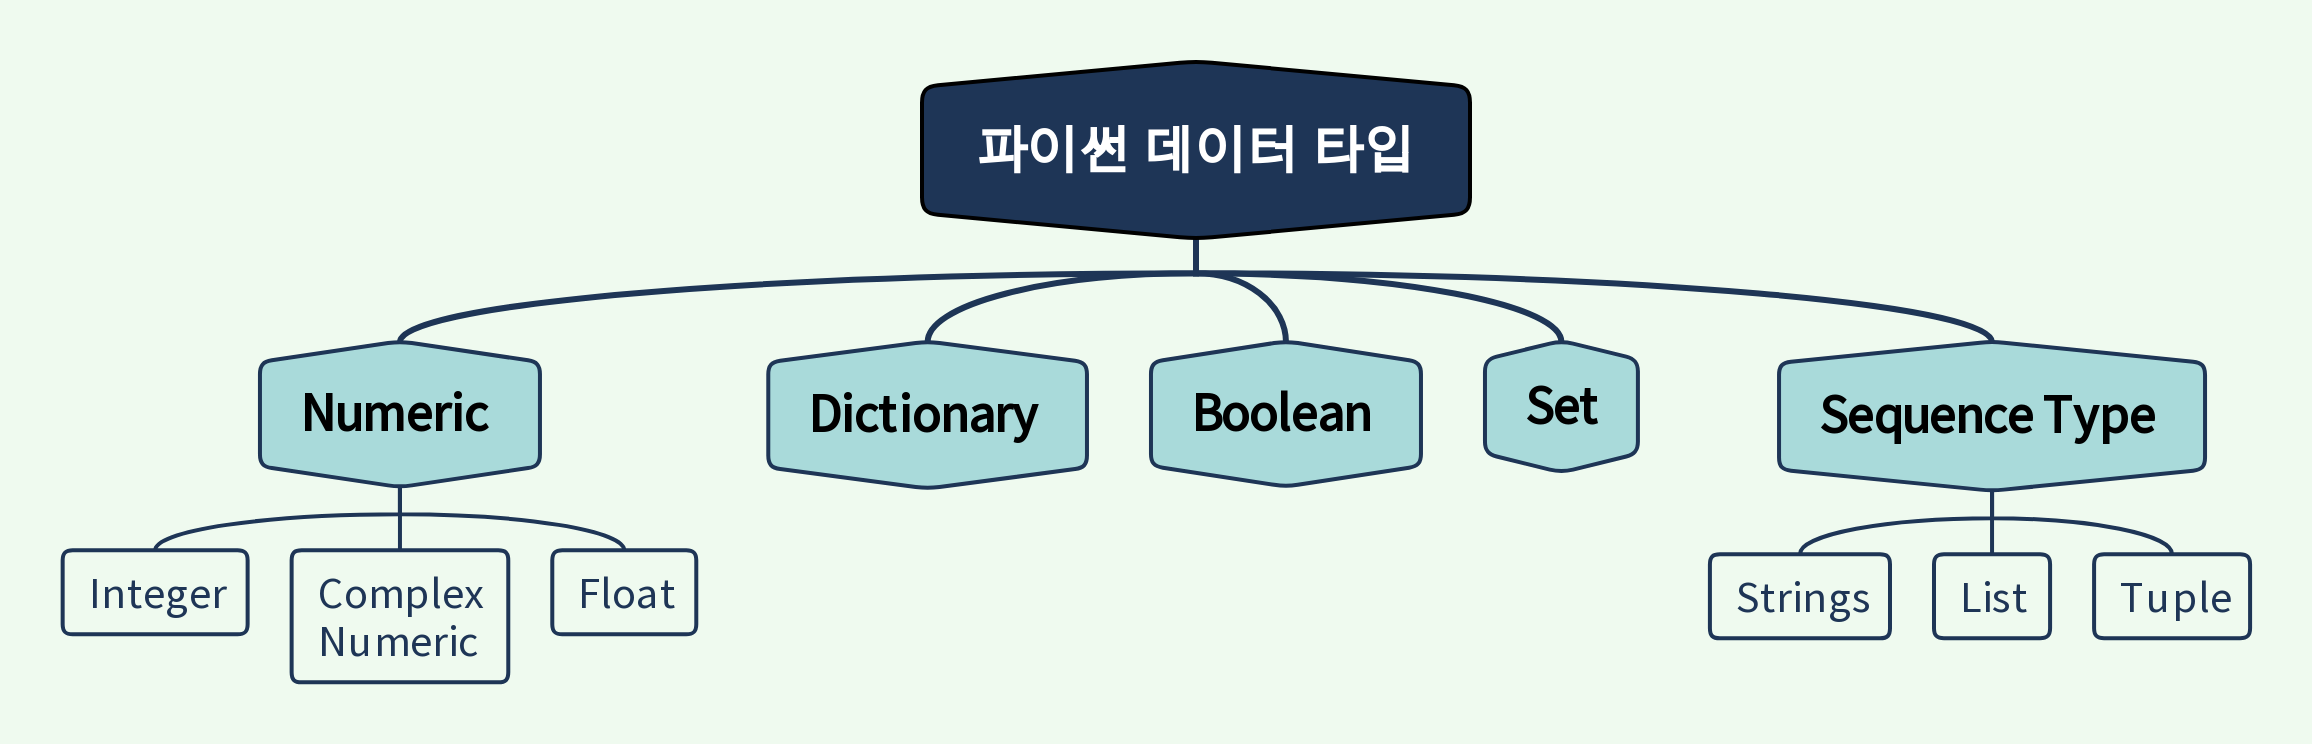 파이썬 데이터 타입
Numeric
Dictionary
Boolean
Set
Sequence Type
Integer
Complex
Numeric
Float
Strings
List
Tuple